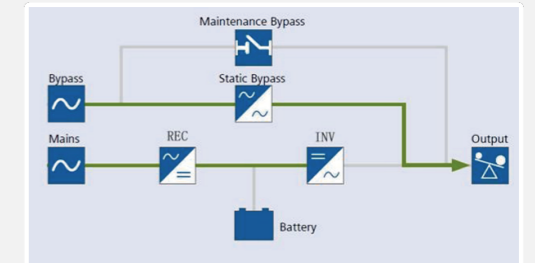 Maintenance Bypass
Bypass
Static Bypass
Mains
REC
INV
Output
Battery